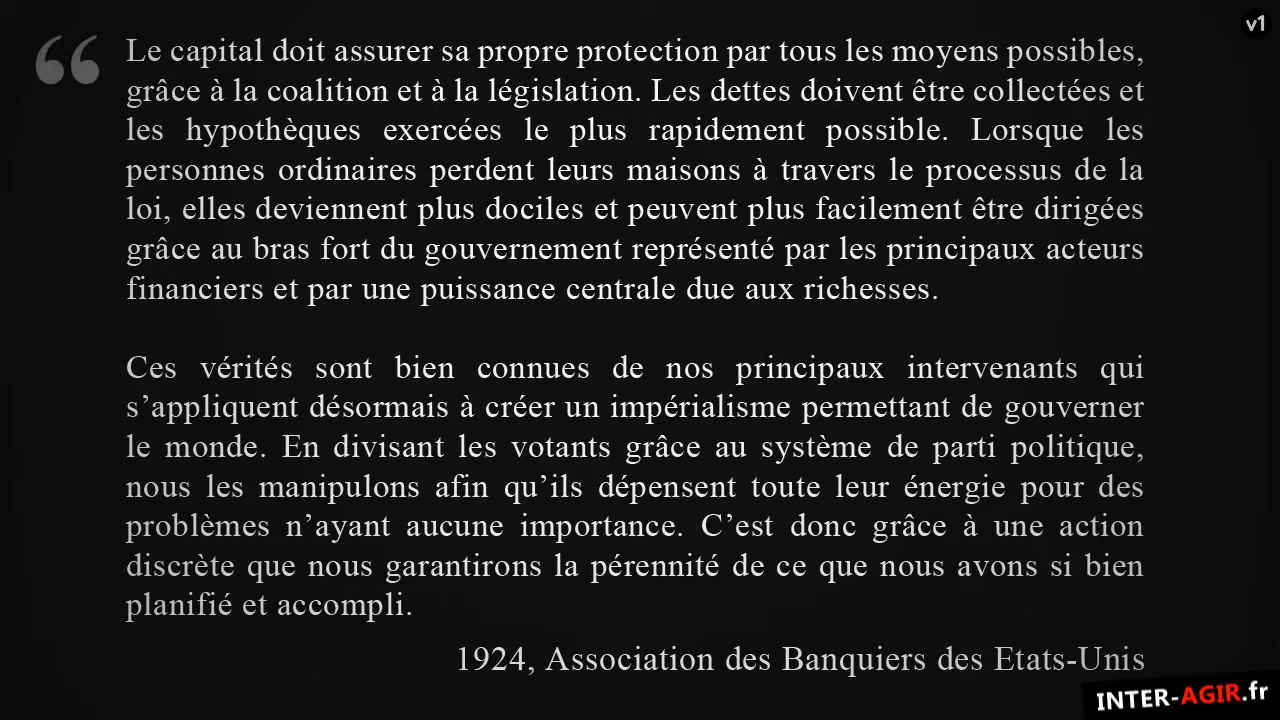 v1
“
Le capital doit assurer sa propre protection par tous les moyens possibles,
grâce à la coalition et à la législation. Les dettes doivent être collectées et
les hypothèques exercées le plus rapidement possible. Lorsque les
personnes ordinaires perdent leurs maisons à travers le processus de la
loi, elles deviennent plus dociles et peuvent plus facilement être dirigées
grâce au bras fort du gouvernement représenté par les principaux acteurs
financiers et par une puissance centrale due aux richesses.
Ces vérités sont bien connues de nos principaux intervenants qui
s’appliquent désormais à créer un impérialisme permettant de gouverner
le monde. En divisant les votants grâce au système de parti politique,
nous les manipulons afin qu’ils dépensent toute leur énergie pour des
problèmes n’ayant aucune importance. C’est donc grâce à une action
discrète que nous garantirons la pérennité de ce que nous avons si bien
planifié et accompli.
1924, Association des Banquiers des Etats-Unis
INTER-AGIR.fr